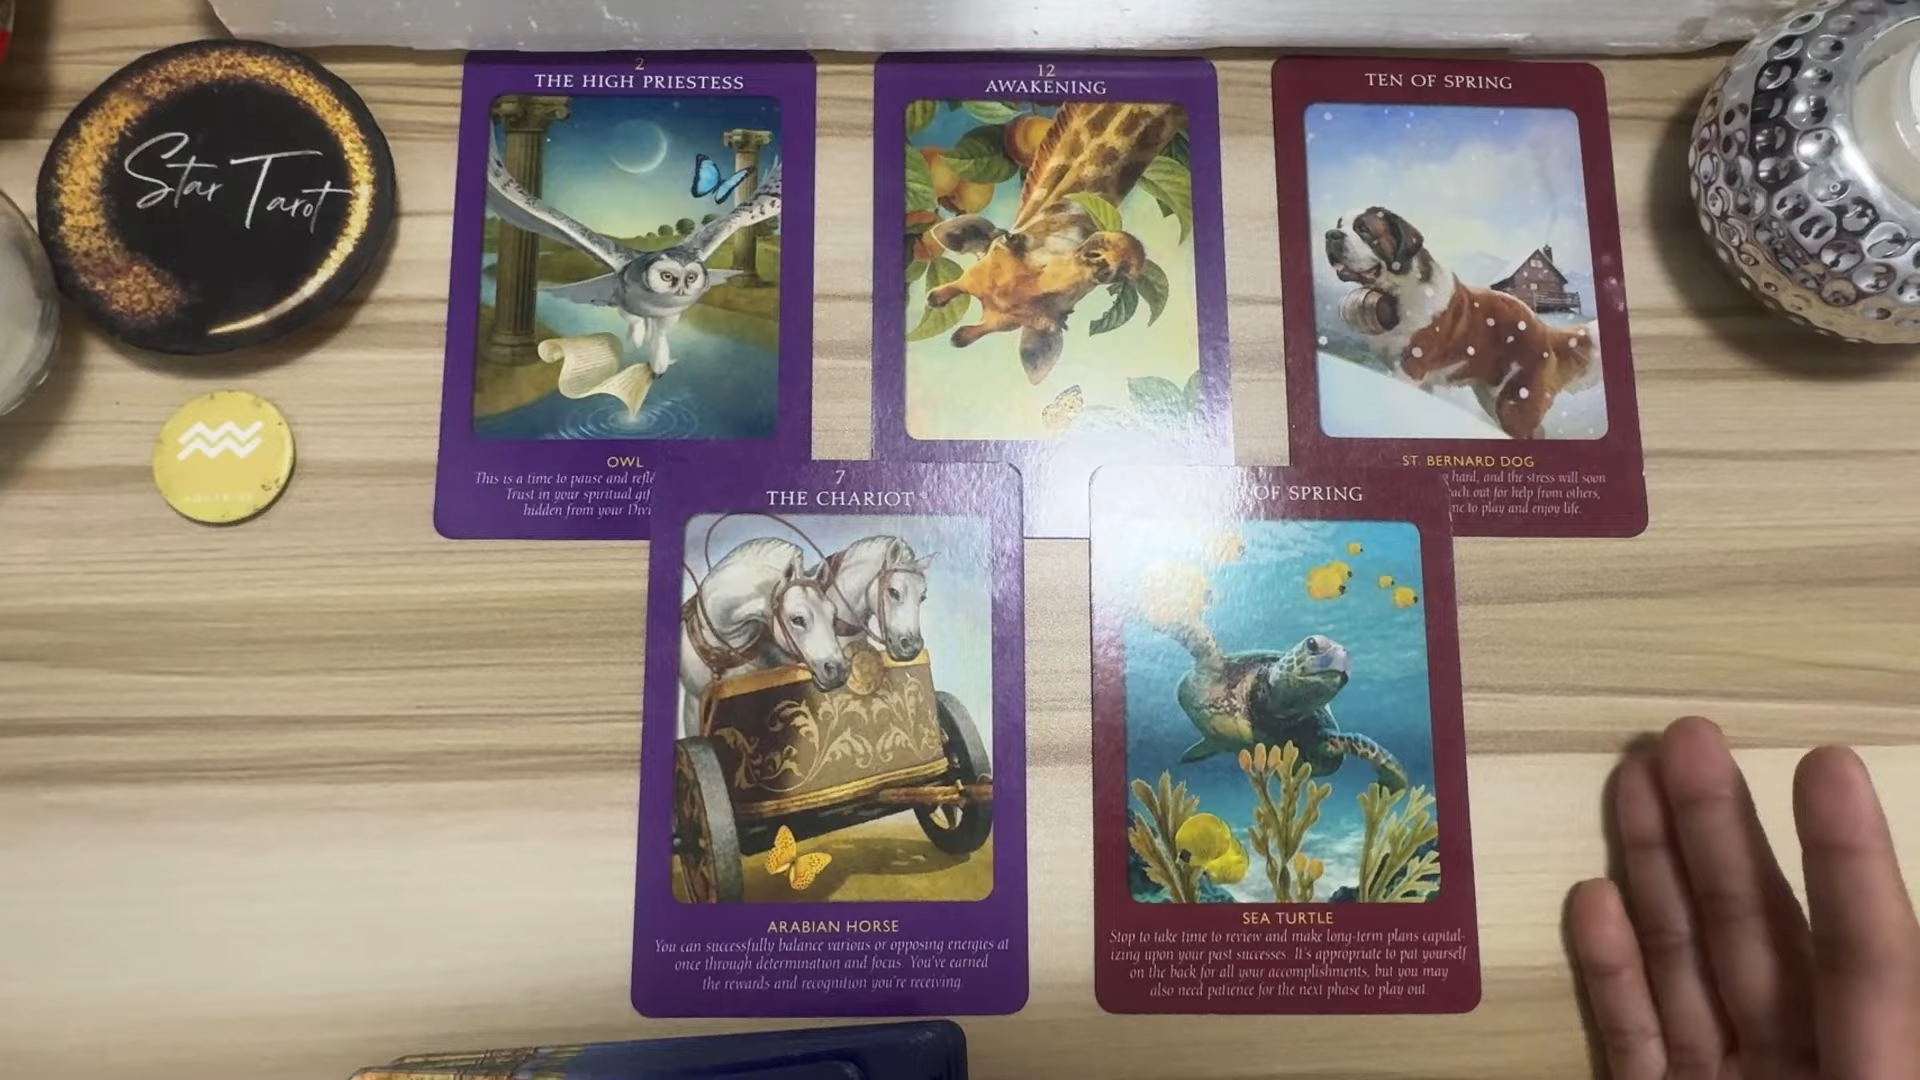 Star Tarot
2
THE HIGH PRIESTESS
OWL
This is a time to pause and refl
Trust in your spiritual gif
hidden from your Divi
12
AWAKENING
TEN OF SPRING
ST. BERNARD DOG
hard, and the stress will soon
ach out for help from others,
to play and enjoy life.
7
THE CHARIOT
ARABIAN HORSE
You can successfully balance various or opposing energies at
once through determination and focus. You've earned
the rewards and recognition you're receiving.
OF SPRING
SEA TURTLE
Stop to take time to review and make long-term plans capital-
izing upon your past successes. It's appropriate to pat yourself
on the back for all your accomplishments, but you may
also need patience for the next phase to play out.